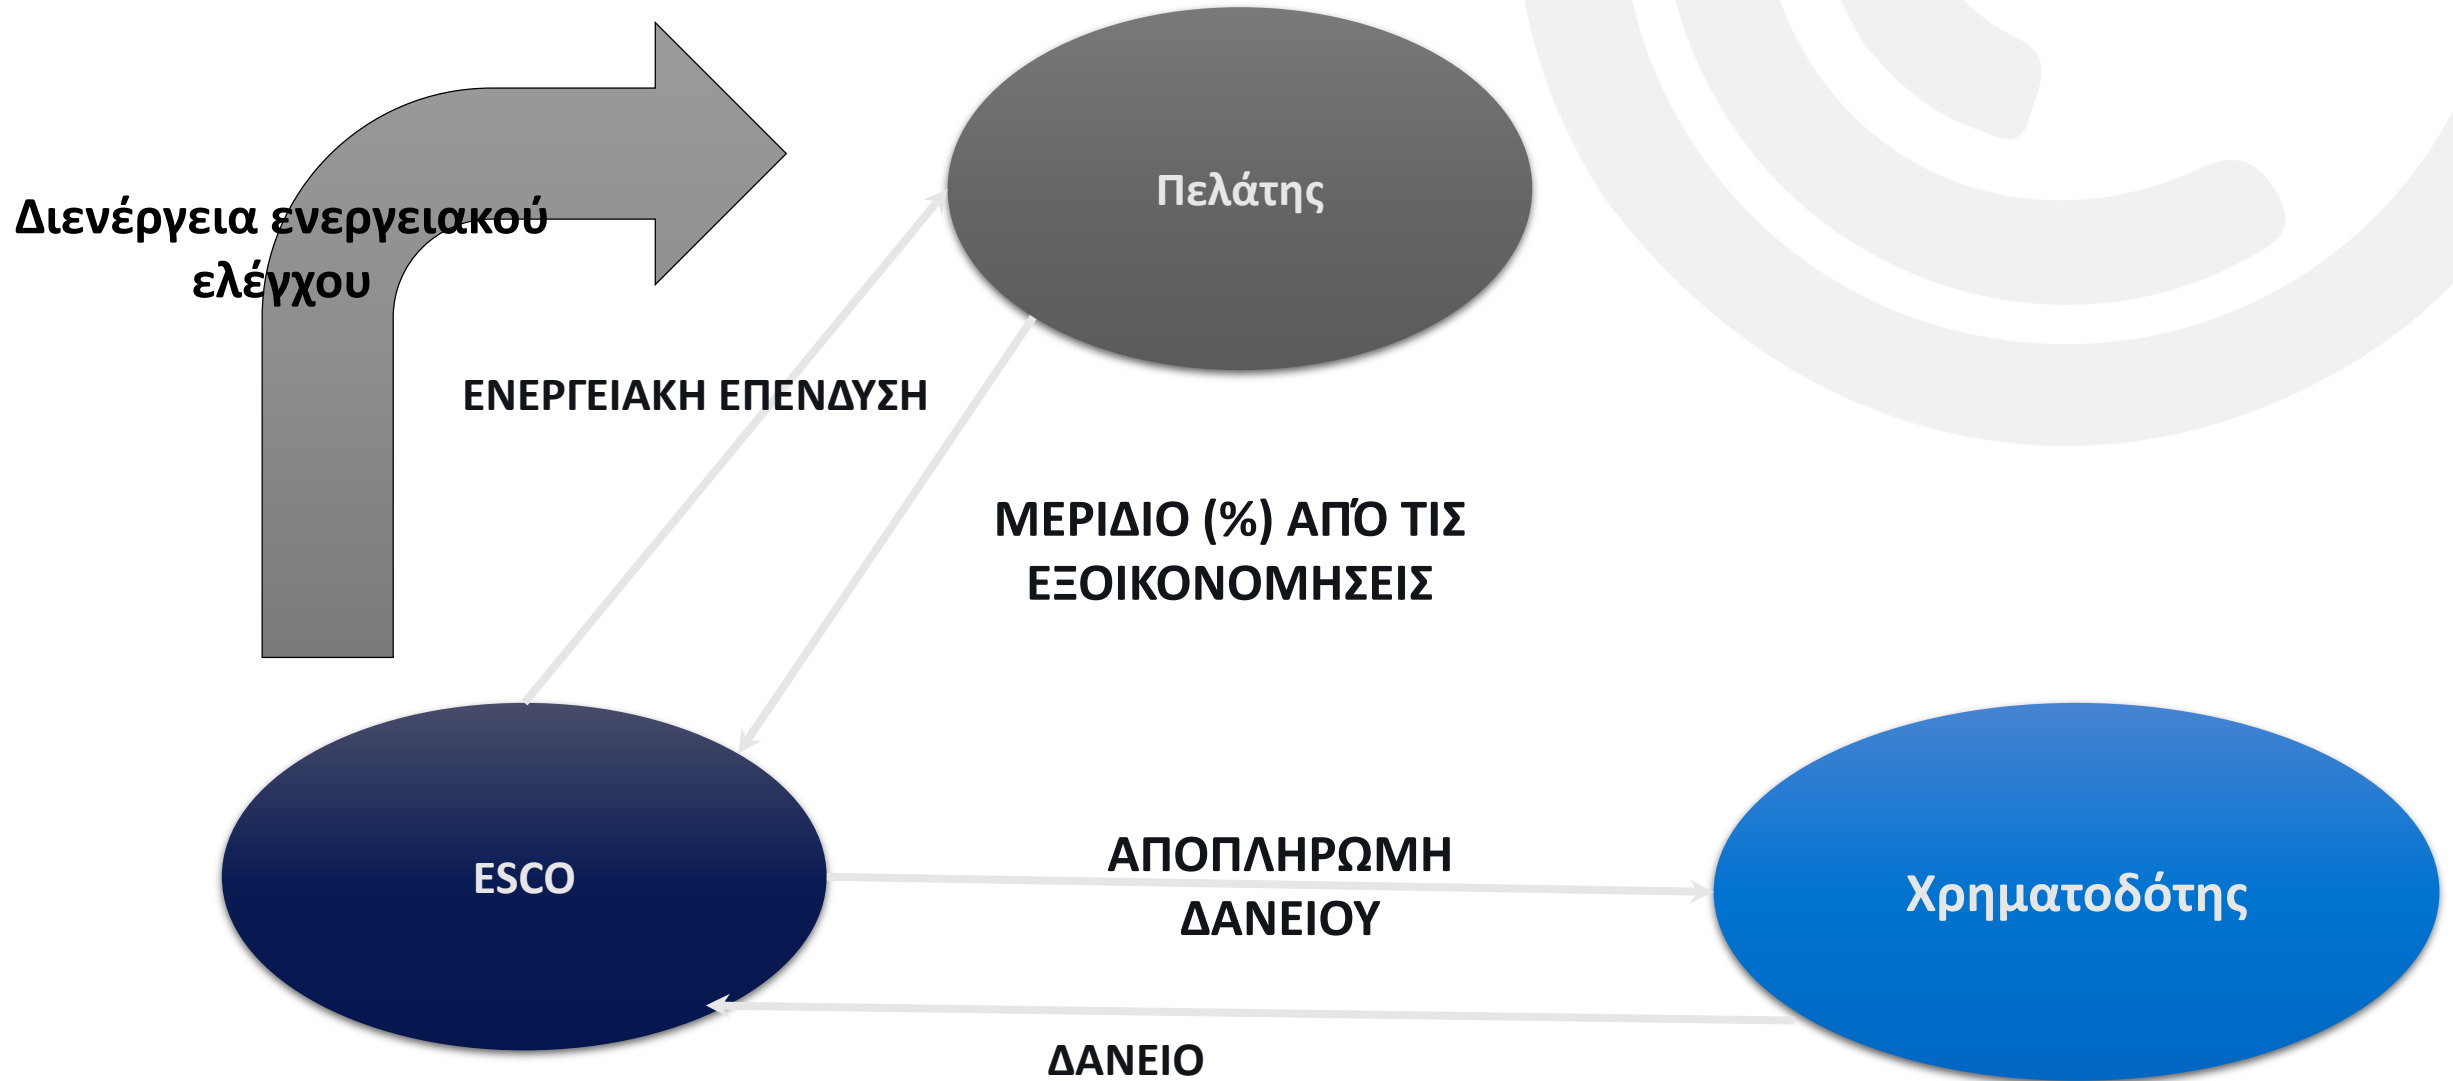 Πελάτης
Διενέργεια ενεργειακού
ελέγχου
ΕΝΕΡΓΕΙΑΚΗ ΕΠΕΝΔΥΣΗ
ΜΕΡΙΔΙΟ (%) ΑΠΌ ΤΙΣ
ΕΞΟΙΚΟΝΟΜΗΣΕΙΣ
ESCO
ΑΠΟΠΛΗΡΩΜΗ
ΔΑΝΕΙΟΥ
Χρηματοδότης
ΔΑΝΕΙΟ